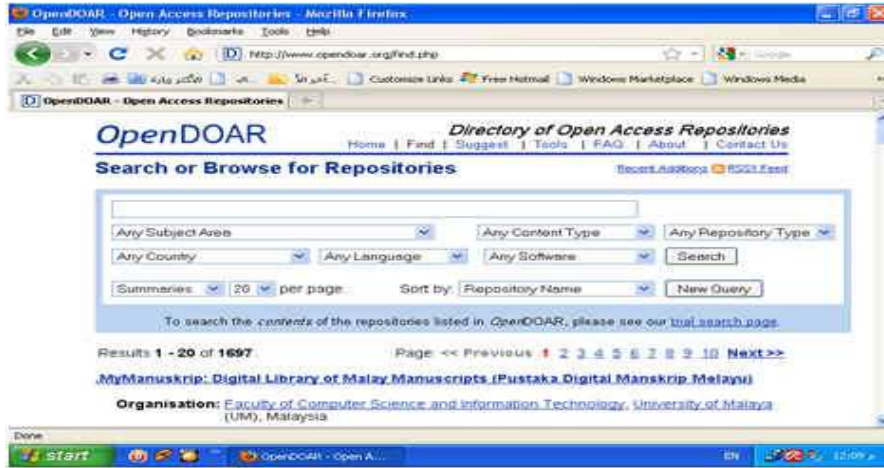 OpenDOAR - Open Access Repositories - Mozilla Firefox
File Edit View History Bookmarks Tools Help
http://www.opendoar.org/find.php
Customize Links Free Hotmail Windows Marketplace Windows Media
OpenDOAR - Open Access Repositories
OpenDOAR
Directory of Open Access Repositories
Home | Find | Suggest | Tools | FAQ | About | Contact Us
Search or Browse for Repositories
Recent Additions RSS1 Feed
Any Subject Area Any Content Type Any Repository Type
Any Country Any Language Any Software Search
Summaries 20 per page. Sort by: Repository Name New Query
To search the contents of the repositories listed in OpenDOAR, please see our trial search page.
Results 1 - 20 of 1697. Page: << Previous 1 2 3 4 5 6 7 8 9 10 Next>>
.MyManuskrip: Digital Library of Malay Manuscripts (Pustaka Digital Manskrip Melayu)
Organisation: Faculty of Computer Science and Information Technology, University of Malaya
(UM), Malaysia
Done
start OpenDOAR - Open A... EN